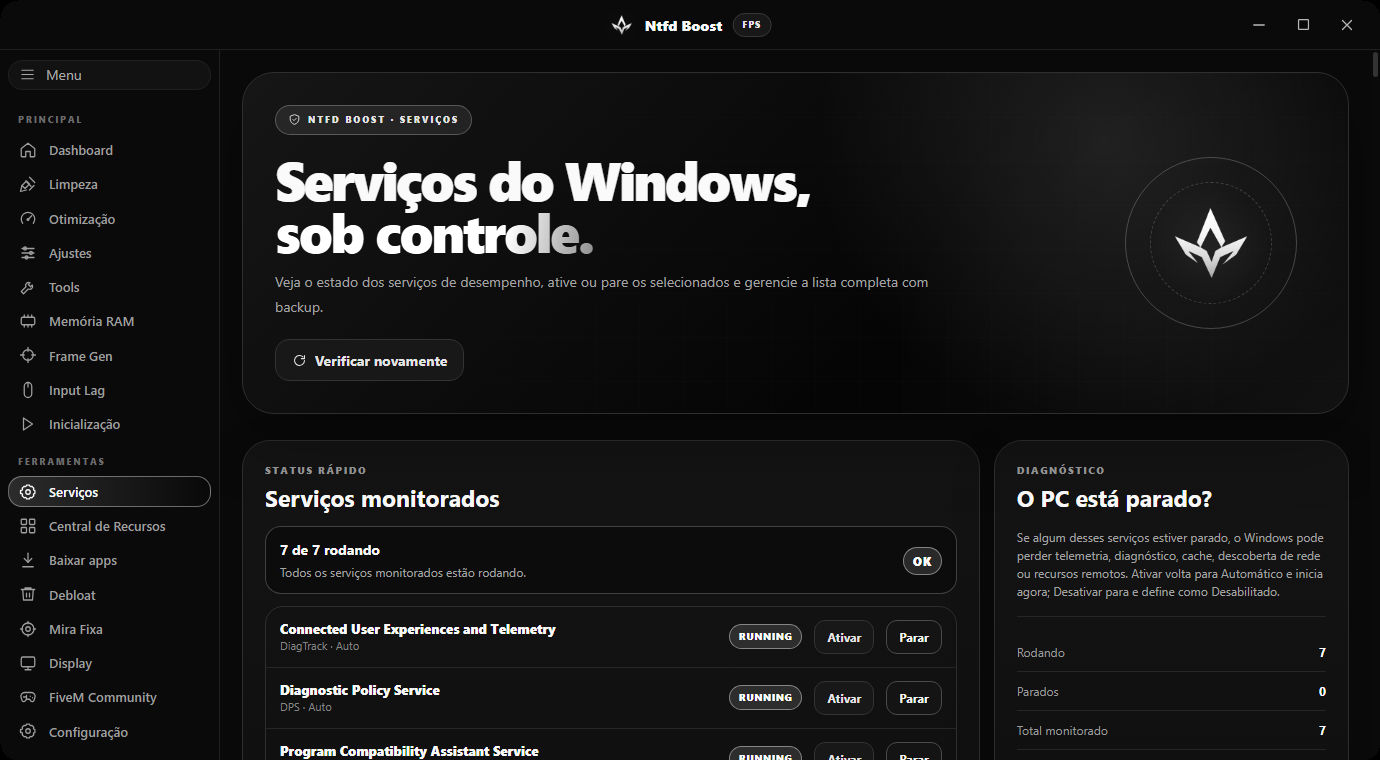 Ntfd Boost FPS
Menu
PRINCIPAL
Dashboard
Limpeza
Otimização
Ajustes
Tools
Memória RAM
Frame Gen
Input Lag
Inicialização
FERRAMENTAS
Serviços
Central de Recursos
Baixar apps
Debloat
Mira Fixa
Display
FiveM Community
Configuração
NTFD BOOST · SERVIÇOS
Serviços do Windows,
sob controle.
Veja o estado dos serviços de desempenho, ative ou pare os selecionados e gerencie a lista completa com
backup.
Verificar novamente
STATUS RÁPIDO
Serviços monitorados
7 de 7 rodando
Todos os serviços monitorados estão rodando.
OK
Connected User Experiences and Telemetry
DiagTrack · Auto
RUNNING Ativar Parar
Diagnostic Policy Service
DPS · Auto
RUNNING Ativar Parar
Program Compatibility Assistant Service
RUNNING Ativar Parar
DIAGNÓSTICO
O PC está parado?
Se algum desses serviços estiver parado, o Windows pode
perder telemetria, diagnóstico, cache, descoberta de rede
ou recursos remotos. Ativar volta para Automático e inicia
agora; Desativar para e define como Desabilitado.
Rodando 7
Parados 0
Total monitorado 7